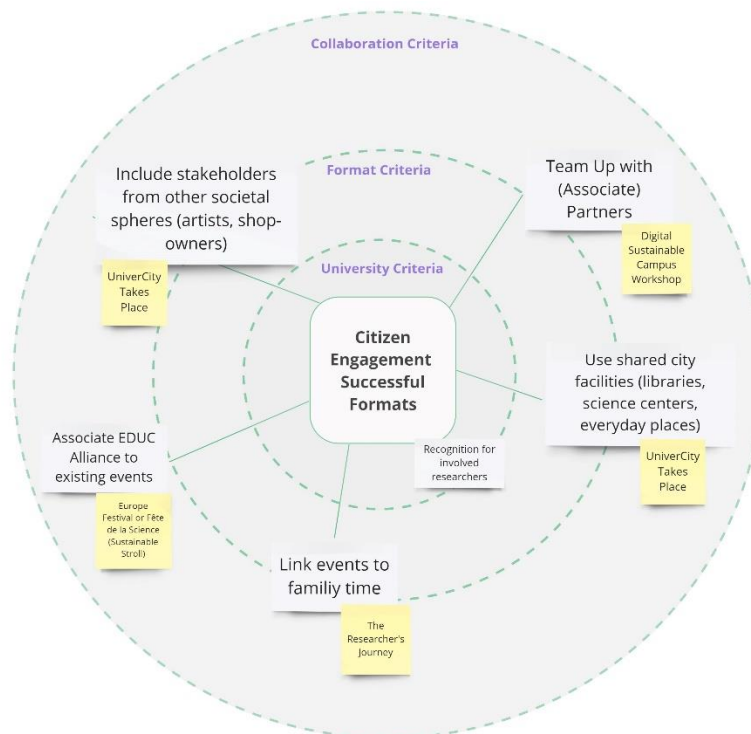 Collaboration Criteria
Format Criteria
University Criteria
Include stakeholders
from other societal
spheres (artists, shop-
owners)
UniverCity
Takes
Place
Team Up with
(Associate)
Partners
Digital
Sustainable
Campus
Workshop
Citizen
Engagement
Successful
Formats
Use shared city
facilities (libraries,
science centers,
everyday places)
UniverCity
Takes
Place
Associate EDUC
Alliance to
existing events
Europe
Festival or Fête
de la Science
(Sustainable
Stroll)
Recognition for
involved
researchers
Link events to
familiy time
The
Researcher's
Journey